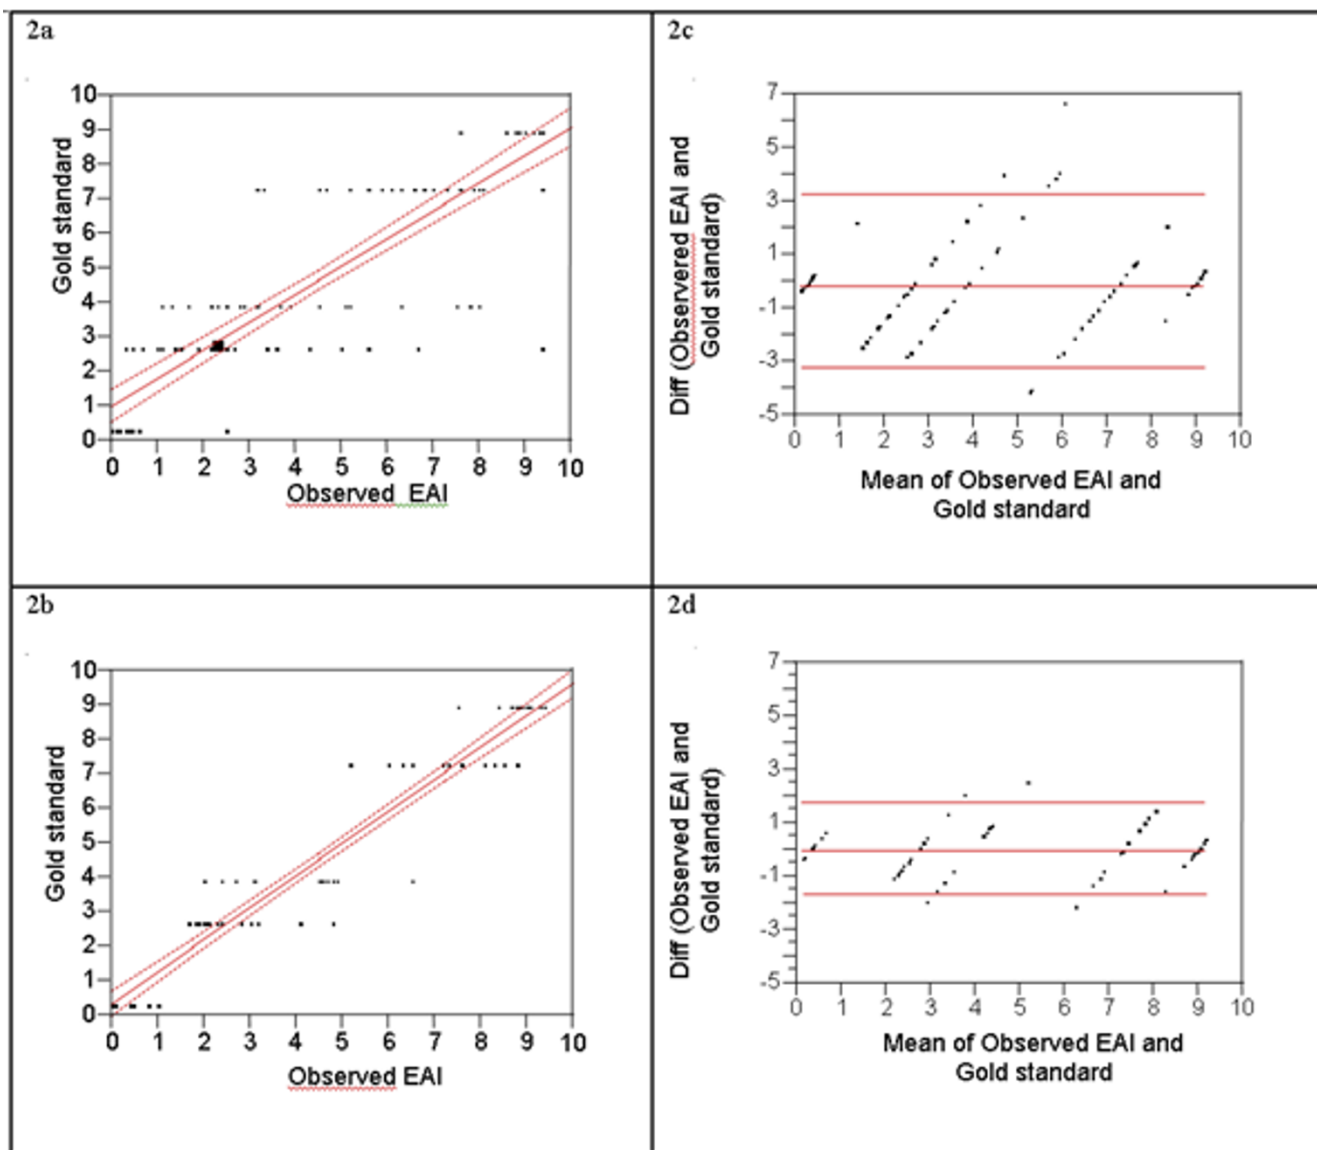 2a
10
9
8
7
6
5
4
3
2
1
0
Gold standard
0 1 2 3 4 5 6 7 8 9 10
Observed EAI
2c
7
5
3
1
-1
-3
-5
Diff (Observered EAI and
Gold standard)
0 1 2 3 4 5 6 7 8 9 10
Mean of Observed EAI and
Gold standard
2b
10
9
8
7
6
5
4
3
2
1
0
Gold standard
0 1 2 3 4 5 6 7 8 9 10
Observed EAI
2d
7
5
3
1
-1
-3
-5
Diff (Observed EAI and
Gold standard)
0 1 2 3 4 5 6 7 8 9 10
Mean of Observed EAI and
Gold standard